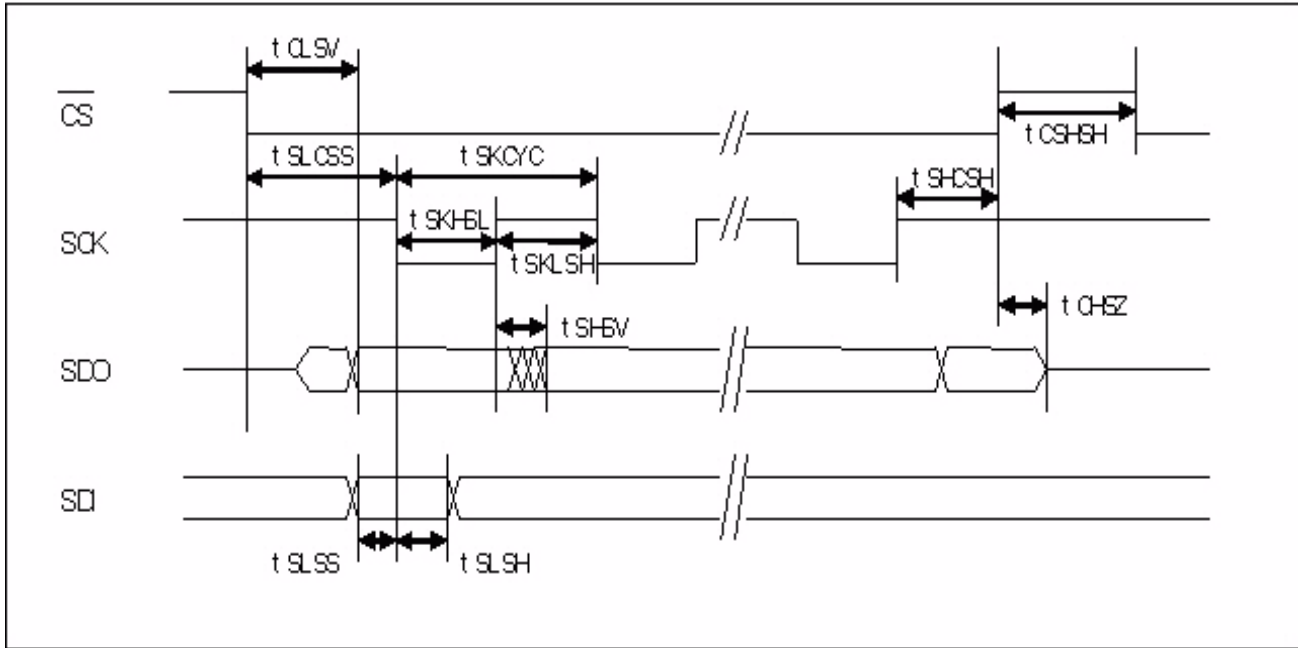 t CLSV
CS
t CSHSH
t SLCSS
t SKCYC
t SHCSH
t SKHSL
SCK
t SKLSH
t SHSV
t CHSZ
SDO
SDI
t SLSS
t SLSH